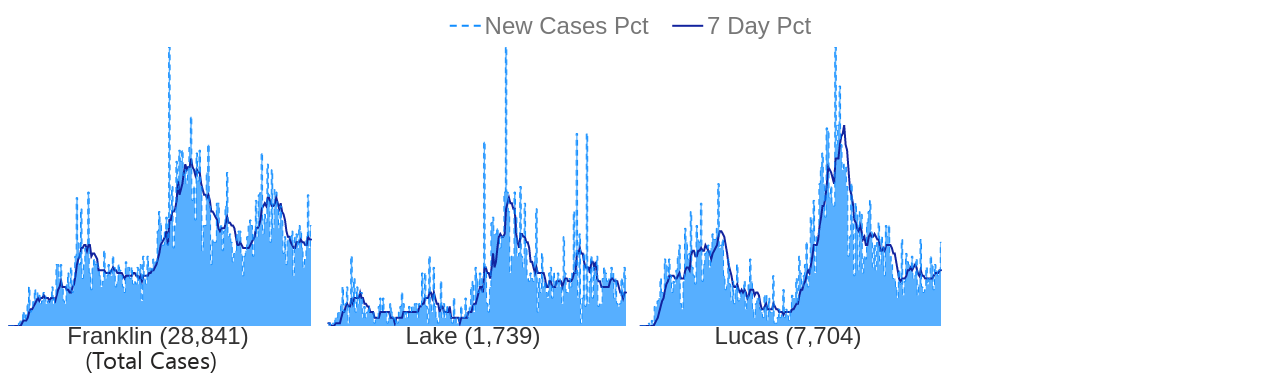 New Cases Pct 7 Day Pct
Franklin (28,841) Lake (1,739) Lucas (7,704)
(Total Cases)